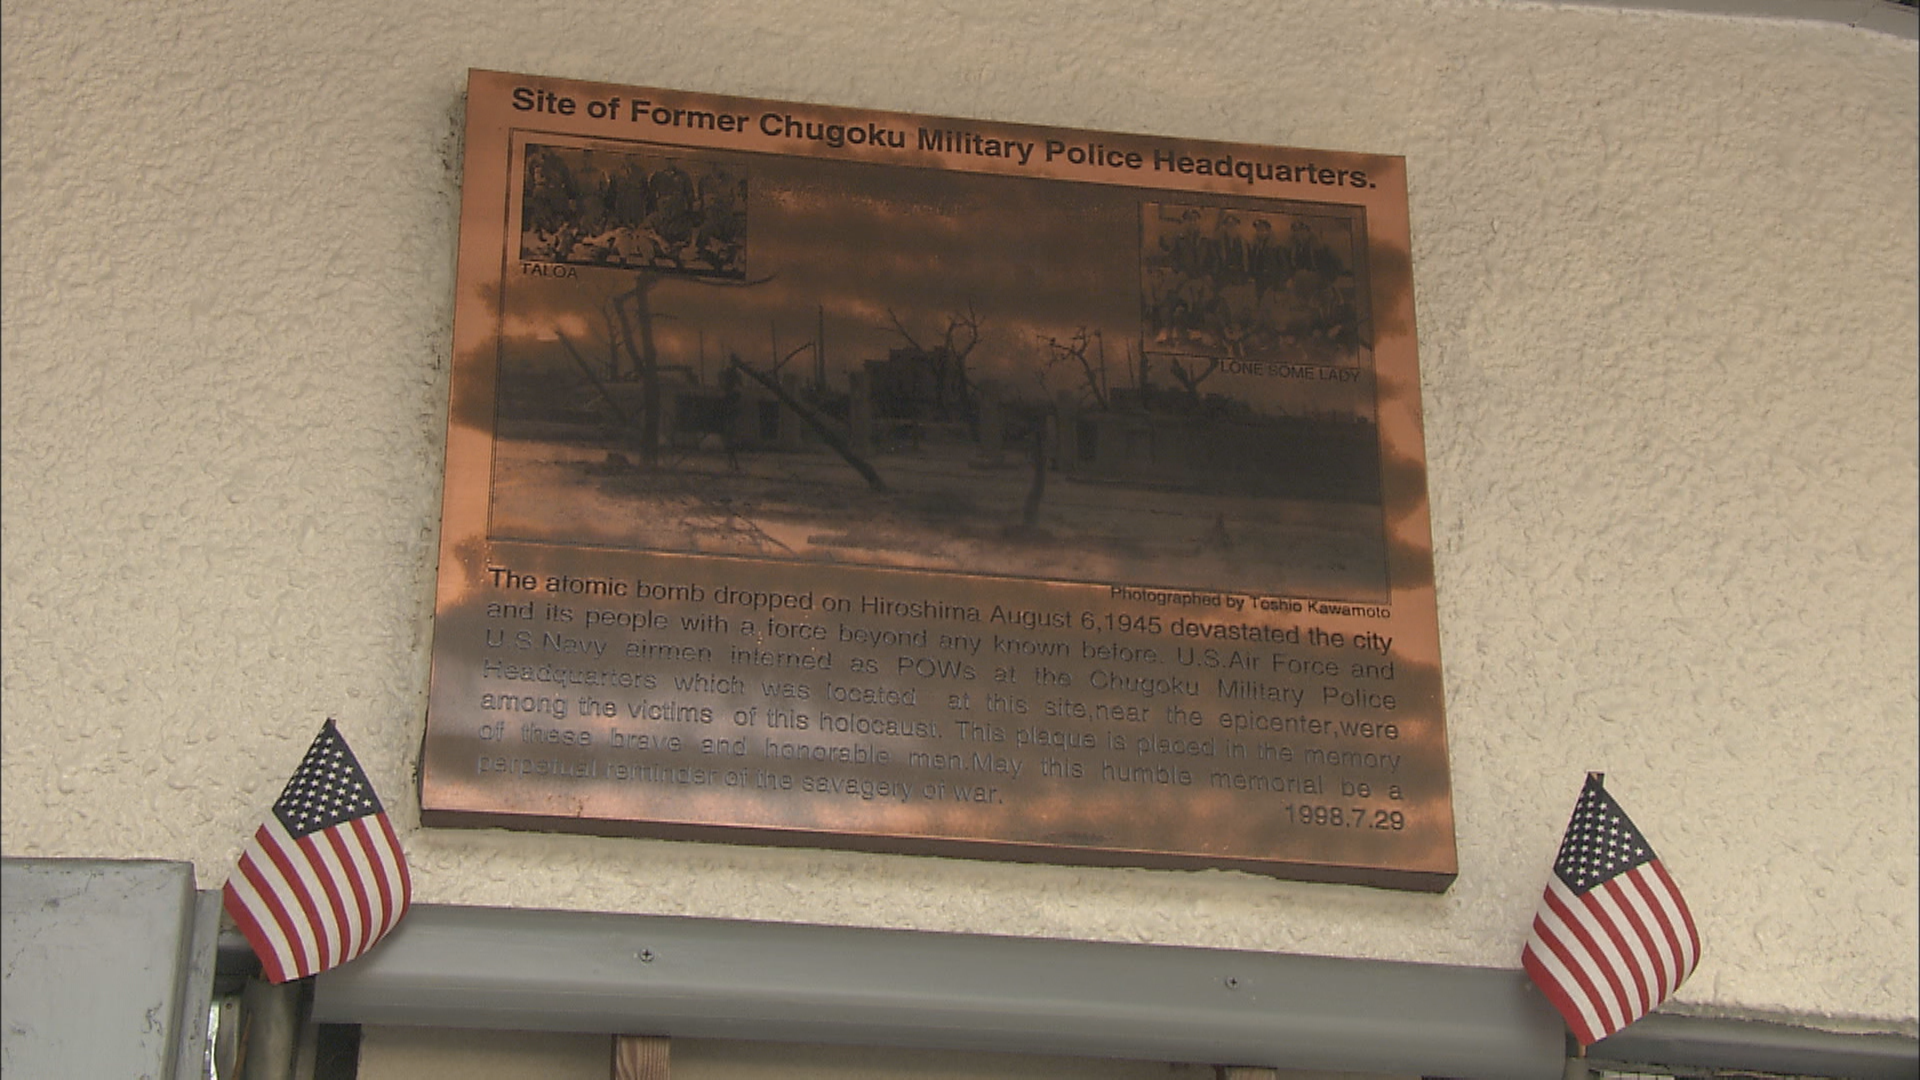 Site of Former Chugoku Military Police Headquarters.
TALOA
LONE SOME LADY
Photographed by Toshio Kawamoto
The atomic bomb dropped on Hiroshima August 6,1945 devastated the city
and its people with a force beyond any known before. U.S.Air Force and
U.S.Navy airmen interned as POWs at the Chugoku Military Police
Headquarters which was located at this site,near the epicenter,were
among the victims of this holocaust. This plaque is placed in the memory
of these brave and honorable men.May this humble memorial be a
perpetual reminder of the savagery of war.
1998.7.29